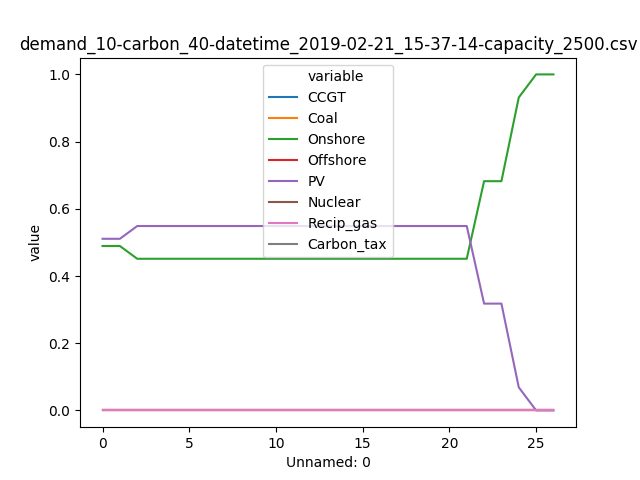 demand_10-carbon_40-datetime_2019-02-21_15-37-14-capacity_2500.csv
variable
CCGT
Coal
Onshore
Offshore
PV
Nuclear
Recip_gas
Carbon_tax
value
1.0
0.8
0.6
0.4
0.2
0.0
0 5 10 15 20 25
Unnamed: 0